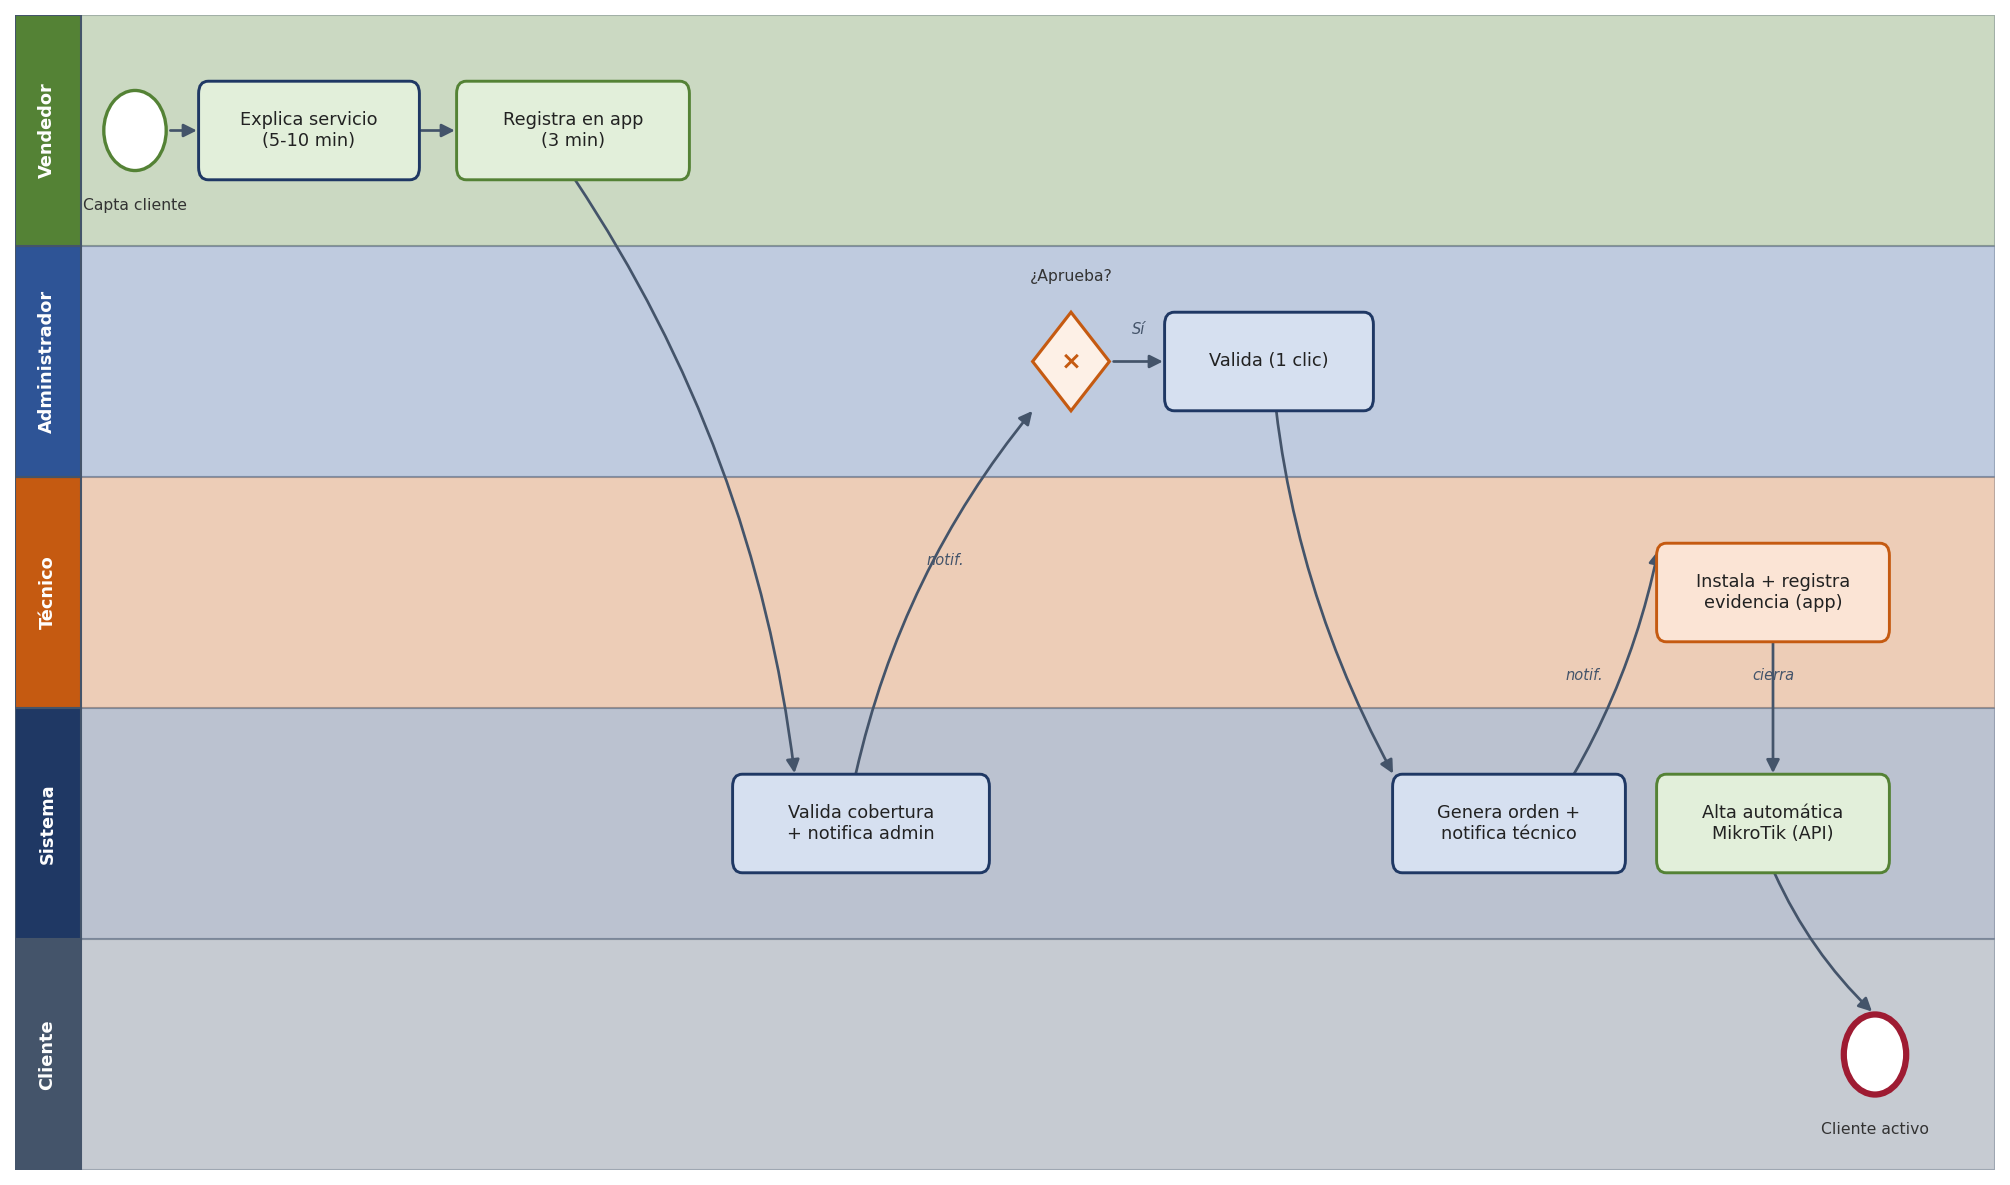 Vendedor
Explica servicio
(5-10 min)
Registra en app
(3 min)
Capta cliente
Administrador
¿Aprueba?
×
Sí
Valida (1 clic)
Técnico
notif.
Instala + registra
evidencia (app)
notif.
cierra
Sistema
Valida cobertura
+ notifica admin
Genera orden +
notifica técnico
Alta automática
MikroTik (API)
Cliente
Cliente activo